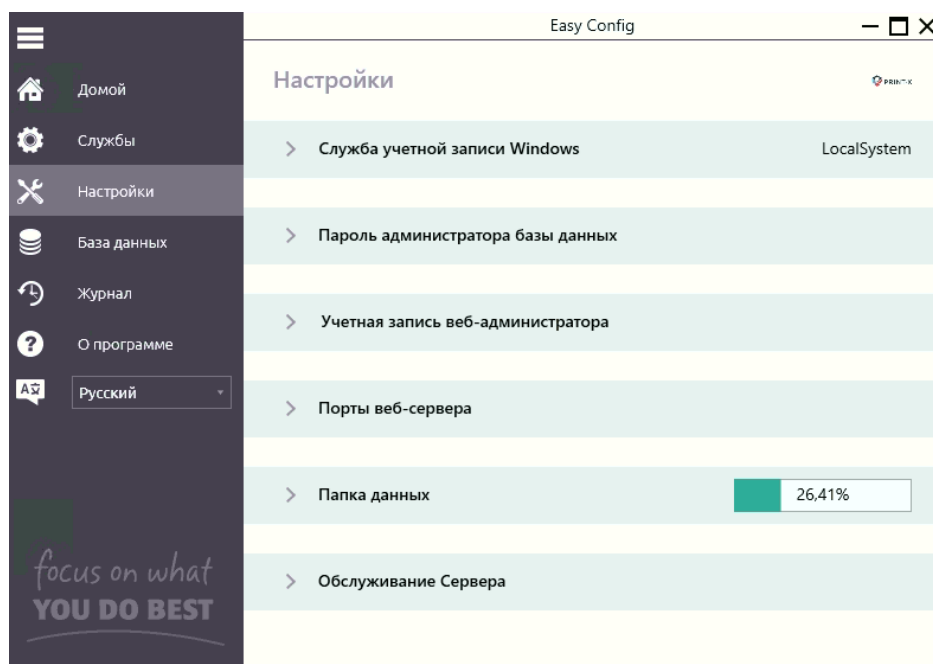 Easy Config
Домой
Службы
Настройки
База данных
Журнал
О программе
Русский
focus on what
YOU DO BEST
Настройки
PRINT-X
Служба учетной записи Windows
LocalSystem
Пароль администратора базы данных
Учетная запись веб-администратора
Порты веб-сервера
Папка данных
26,41%
Обслуживание Сервера